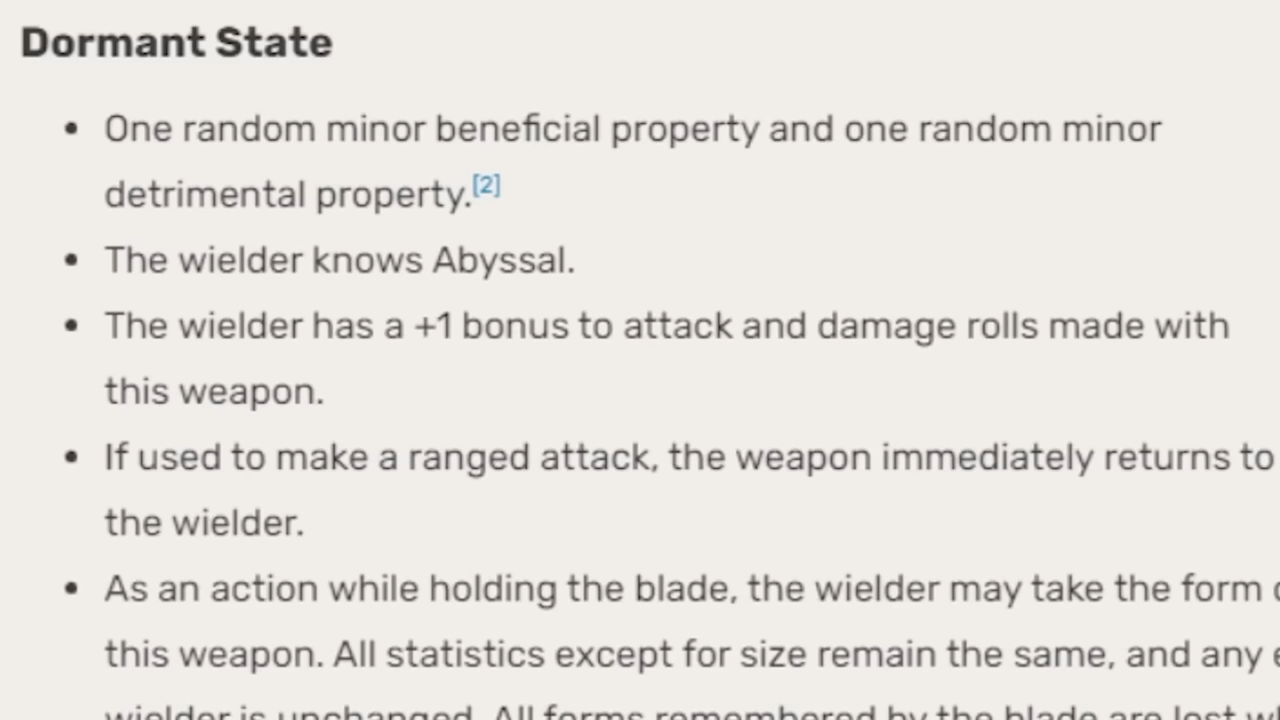 Dormant State
• One random minor beneficial property and one random minor
detrimental property.[2]
• The wielder knows Abyssal.
• The wielder has a +1 bonus to attack and damage rolls made with
this weapon.
• If used to make a ranged attack, the weapon immediately returns to
the wielder.
• As an action while holding the blade, the wielder may take the form
this weapon. All statistics except for size remain the same, and any
wielder is unchanged. All forms remembered by the blade are lost